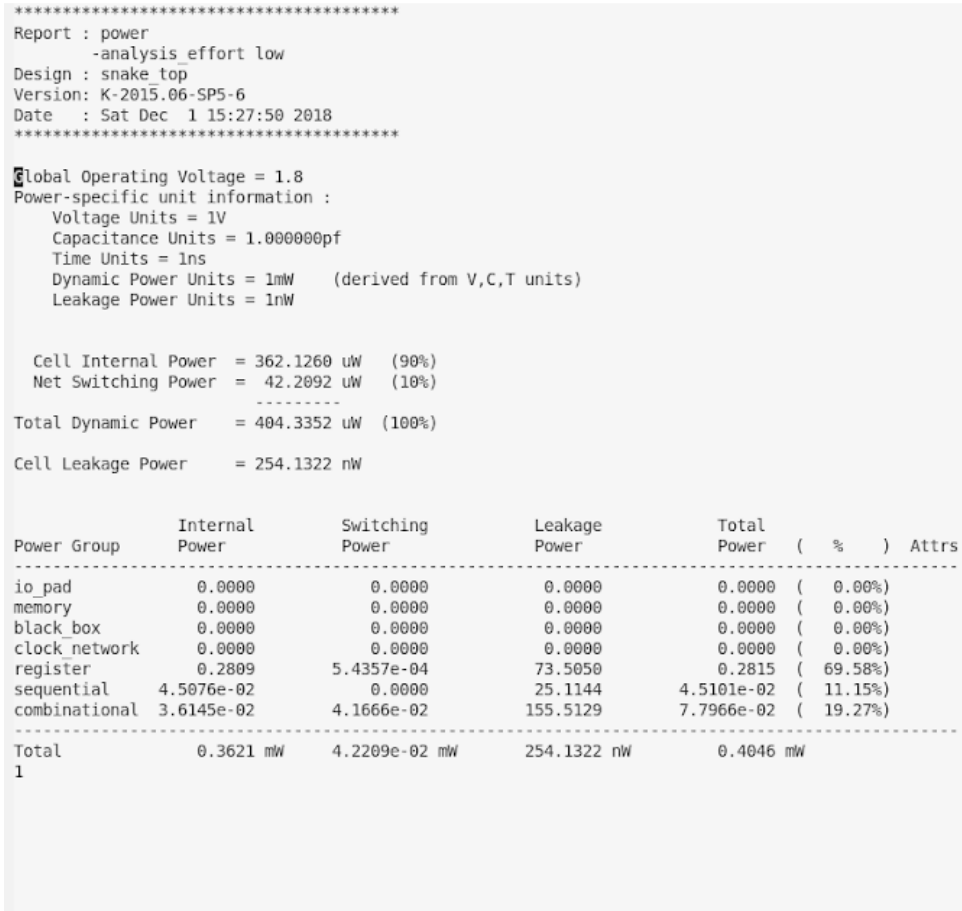 ****************************************
Report : power
        -analysis_effort low
Design : snake_top
Version: K-2015.06-SP5-6
Date   : Sat Dec  1 15:27:50 2018
****************************************

Global Operating Voltage = 1.8
Power-specific unit information :
    Voltage Units = 1V
    Capacitance Units = 1.000000pf
    Time Units = 1ns
    Dynamic Power Units = 1mW    (derived from V,C,T units)
    Leakage Power Units = 1nW

  Cell Internal Power  = 362.1260 uW   (90%)
  Net Switching Power  =  42.2092 uW   (10%)
                         ---------
Total Dynamic Power    = 404.3352 uW  (100%)

Cell Leakage Power     = 254.1322 nW

                 Internal         Switching           Leakage            Total
Power Group      Power            Power               Power              Power   (   %    )  Attrs
--------------------------------------------------------------------------------------------------
io_pad             0.0000            0.0000            0.0000            0.0000  (   0.00%)
memory             0.0000            0.0000            0.0000            0.0000  (   0.00%)
black_box          0.0000            0.0000            0.0000            0.0000  (   0.00%)
clock_network      0.0000            0.0000            0.0000            0.0000  (   0.00%)
register           0.2809        5.4357e-04           73.5050            0.2815  (  69.58%)
sequential     4.5076e-02            0.0000           25.1144        4.5101e-02  (  11.15%)
combinational  3.6145e-02        4.1666e-02          155.5129        7.7966e-02  (  19.27%)
--------------------------------------------------------------------------------------------------
Total              0.3621 mW     4.2209e-02 mW       254.1322 nW         0.4046 mW
1